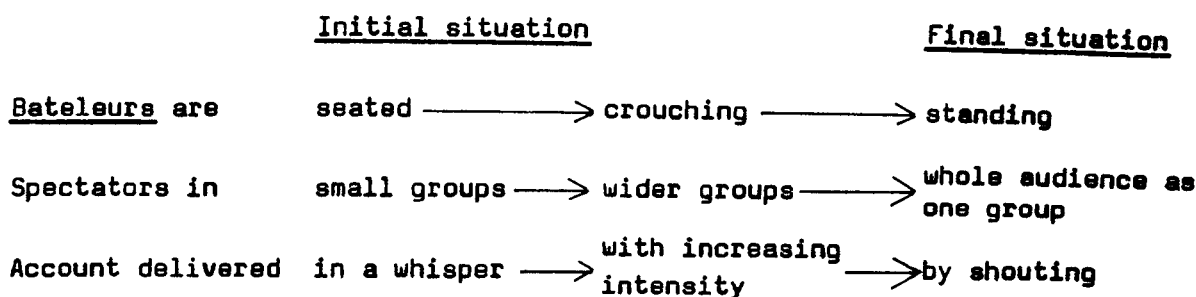 Initial situation Final situation
Bateleurs are seated → crouching → standing
Spectators in small groups → wider groups → whole audience as
one group
Account delivered in a whisper → with increasing
intensity → by shouting